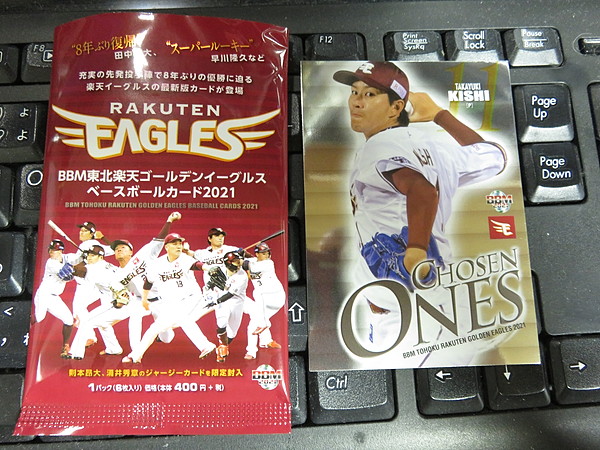 "8年ぶり復帰"
田中将大、
"スーパールーキー"
早川隆久など
充実の先発投手陣で8年ぶりの優勝に迫る
楽天イーグルスの最新版カードが登場
RAKUTEN
EAGLES
BBM東北楽天ゴールデンイーグルス
ベースボールカード2021
BBM TOHOKU RAKUTEN GOLDEN EAGLES BASEBALL CARDS 2021
則本昂大、涌井秀章のジャージーカードを限定封入
1パック(6枚入り) 価格(本体 400円+税)
BBM
11
TAKAYUKI
KISHI
[P]
BBM
E
CHOSEN
ONES
BBM TOHOKU RAKUTEN GOLDEN EAGLES 2021
F8
F12
Print
Screen
SysRq
Scroll
Lock
Pause
Break
Page
Up
Page
Down
Ctrl